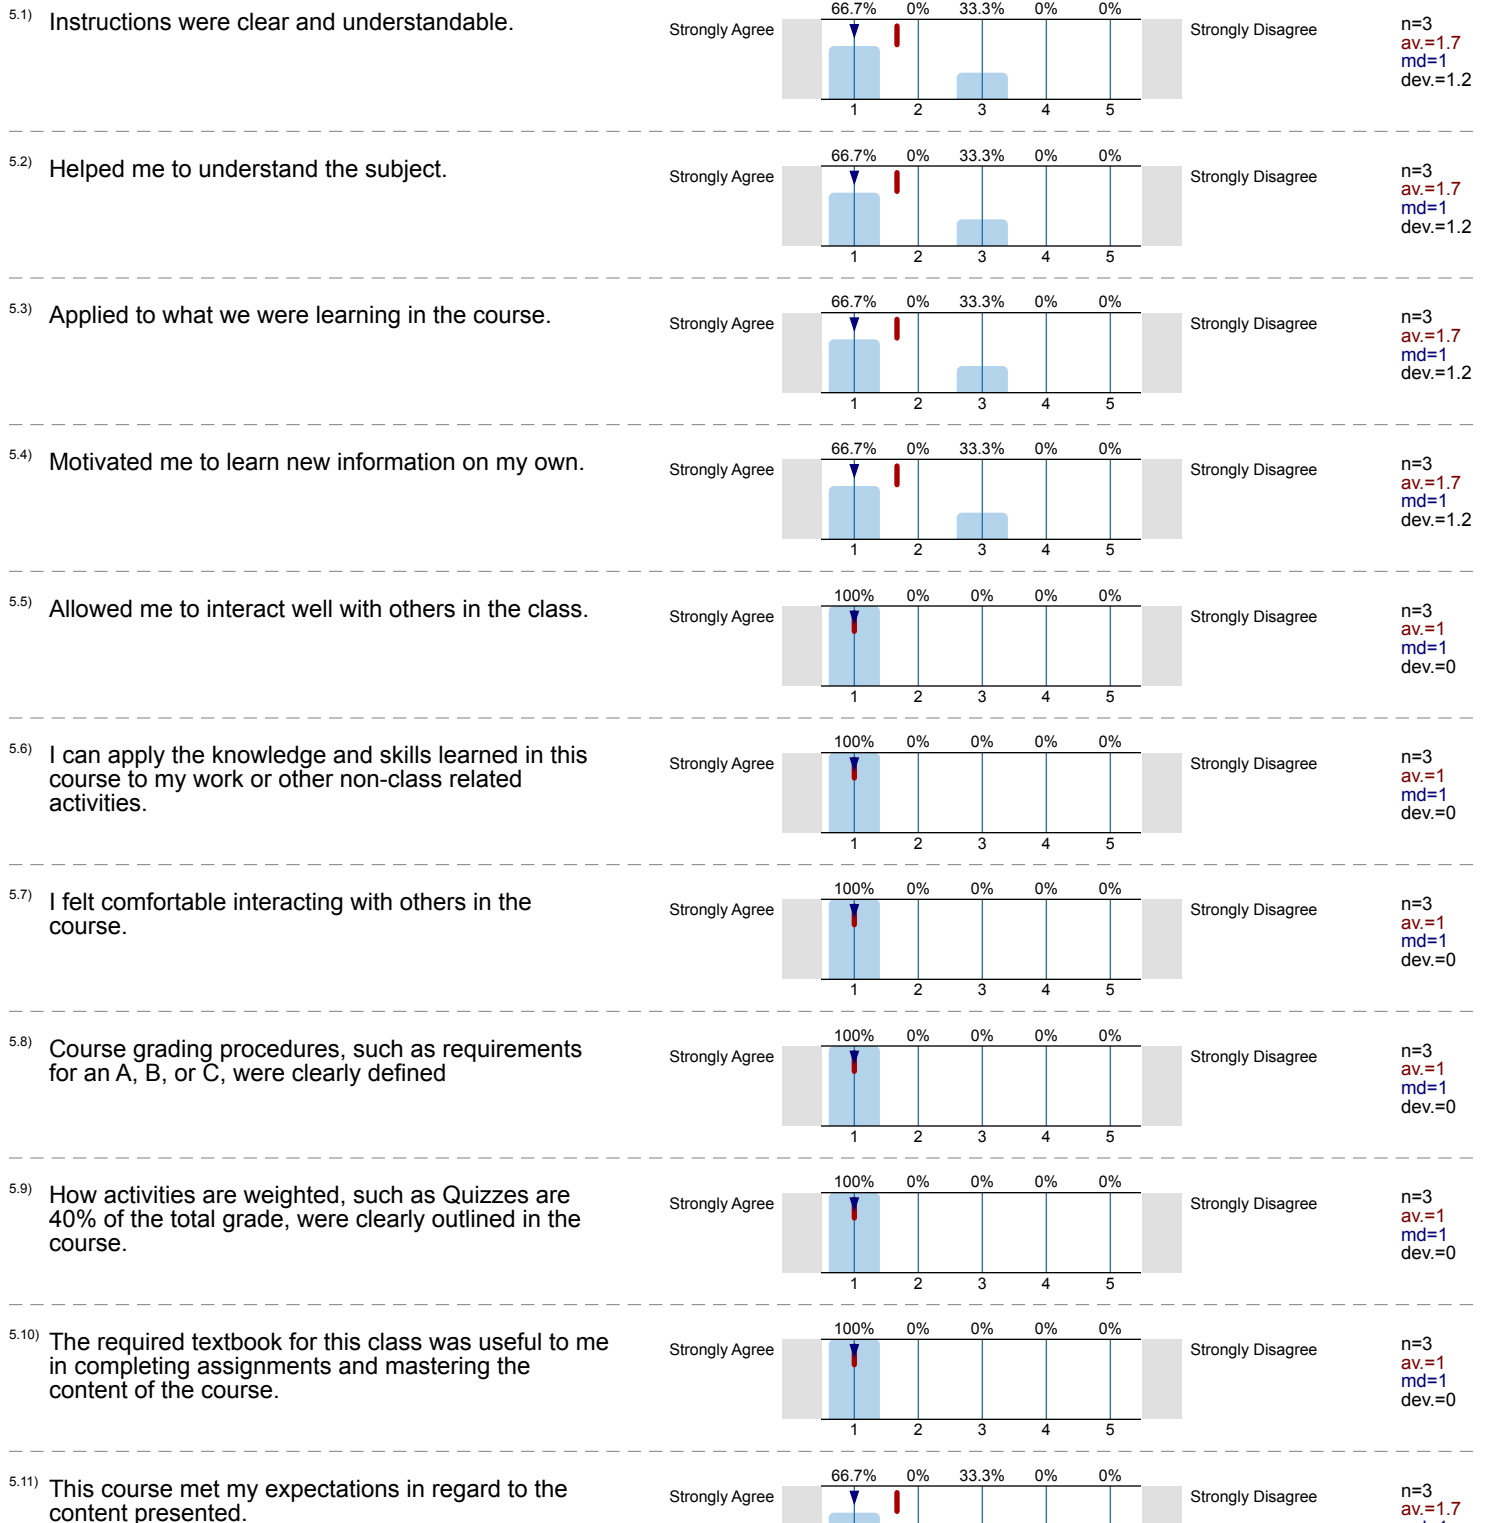 5.1) Instructions were clear and understandable.
66.7% 0% 33.3% 0% 0%
Strongly Agree
Strongly Disagree
n=3
av.=1.7
md=1
dev.=1.2
1 2 3 4 5
5.2) Helped me to understand the subject.
66.7% 0% 33.3% 0% 0%
Strongly Agree
Strongly Disagree
n=3
av.=1.7
md=1
dev.=1.2
1 2 3 4 5
5.3) Applied to what we were learning in the course.
66.7% 0% 33.3% 0% 0%
Strongly Agree
Strongly Disagree
n=3
av.=1.7
md=1
dev.=1.2
1 2 3 4 5
5.4) Motivated me to learn new information on my own.
66.7% 0% 33.3% 0% 0%
Strongly Agree
Strongly Disagree
n=3
av.=1.7
md=1
dev.=1.2
1 2 3 4 5
5.5) Allowed me to interact well with others in the class.
100% 0% 0% 0% 0%
Strongly Agree
Strongly Disagree
n=3
av.=1
md=1
dev.=0
1 2 3 4 5
5.6) I can apply the knowledge and skills learned in this
course to my work or other non-class related
activities.
100% 0% 0% 0% 0%
Strongly Agree
Strongly Disagree
n=3
av.=1
md=1
dev.=0
1 2 3 4 5
5.7) I felt comfortable interacting with others in the
course.
100% 0% 0% 0% 0%
Strongly Agree
Strongly Disagree
n=3
av.=1
md=1
dev.=0
1 2 3 4 5
5.8) Course grading procedures, such as requirements
for an A, B, or C, were clearly defined
100% 0% 0% 0% 0%
Strongly Agree
Strongly Disagree
n=3
av.=1
md=1
dev.=0
1 2 3 4 5
5.9) How activities are weighted, such as Quizzes are
40% of the total grade, were clearly outlined in the
course.
100% 0% 0% 0% 0%
Strongly Agree
Strongly Disagree
n=3
av.=1
md=1
dev.=0
1 2 3 4 5
5.10) The required textbook for this class was useful to me
in completing assignments and mastering the
content of the course.
100% 0% 0% 0% 0%
Strongly Agree
Strongly Disagree
n=3
av.=1
md=1
dev.=0
1 2 3 4 5
5.11) This course met my expectations in regard to the
content presented.
66.7% 0% 33.3% 0% 0%
Strongly Agree
Strongly Disagree
n=3
av.=1.7